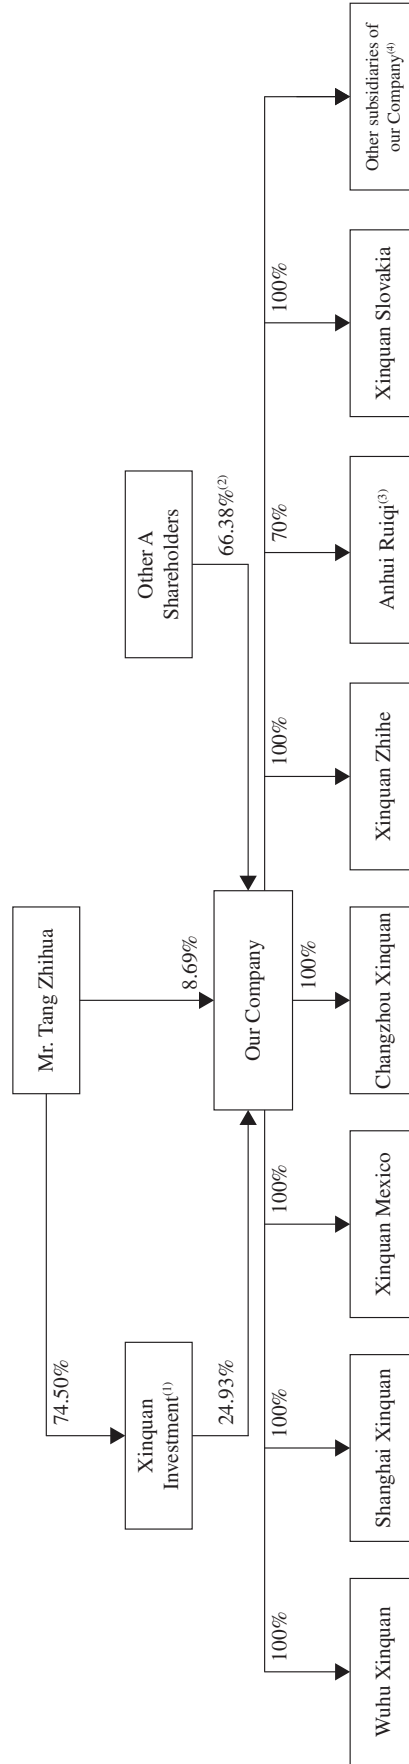 Mr. Tang Zhihua
74.50%
8.69%
Xinquan
Investment(1)
Other A
Shareholders
24.93%
66.38%(2)
Our Company
100%
100%
100%
100%
100%
70%
100%
Wuhu Xinquan
Shanghai Xinquan
Xinquan Mexico
Changzhou Xinquan
Xinquan Zhihe
Anhui Ruiqi(3)
Xinquan Slovakia
Other subsidiaries of
our Company(4)